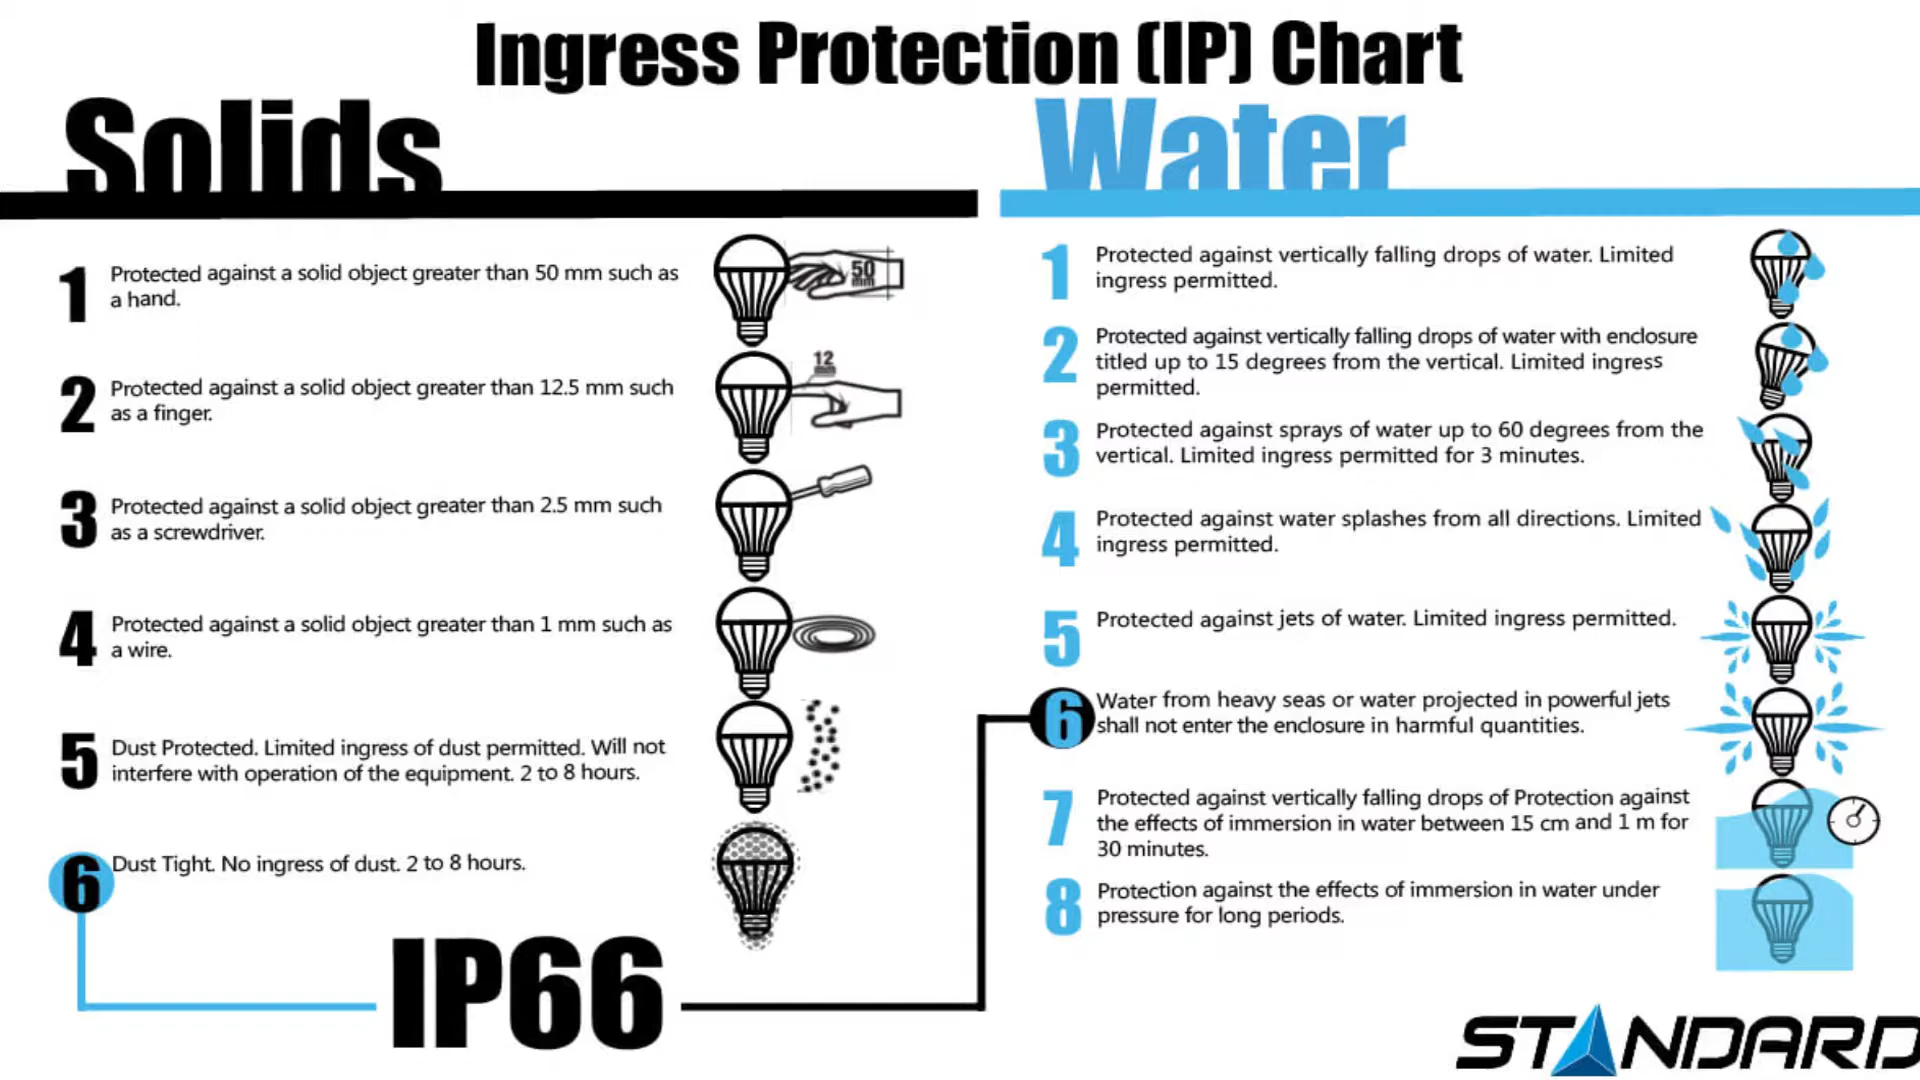 Ingress Protection (IP) Chart
Solids
1
Protected against a solid object greater than 50 mm such as
a hand.
50
mm
2
Protected against a solid object greater than 12.5 mm such
as a finger.
12
mm
3
Protected against a solid object greater than 2.5 mm such
as a screwdriver.
4
Protected against a solid object greater than 1 mm such as
a wire.
5
Dust Protected. Limited ingress of dust permitted. Will not
interfere with operation of the equipment. 2 to 8 hours.
6
Dust Tight. No ingress of dust. 2 to 8 hours.
IP66
Water
1
Protected against vertically falling drops of water. Limited
ingress permitted.
2
Protected against vertically falling drops of water with enclosure
titled up to 15 degrees from the vertical. Limited ingress
permitted.
3
Protected against sprays of water up to 60 degrees from the
vertical. Limited ingress permitted for 3 minutes.
4
Protected against water splashes from all directions. Limited
ingress permitted.
5
Protected against jets of water. Limited ingress permitted.
6
Water from heavy seas or water projected in powerful jets
shall not enter the enclosure in harmful quantities.
7
Protected against vertically falling drops of Protection against
the effects of immersion in water between 15 cm and 1 m for
30 minutes.
8
Protection against the effects of immersion in water under
pressure for long periods.
STANDARD